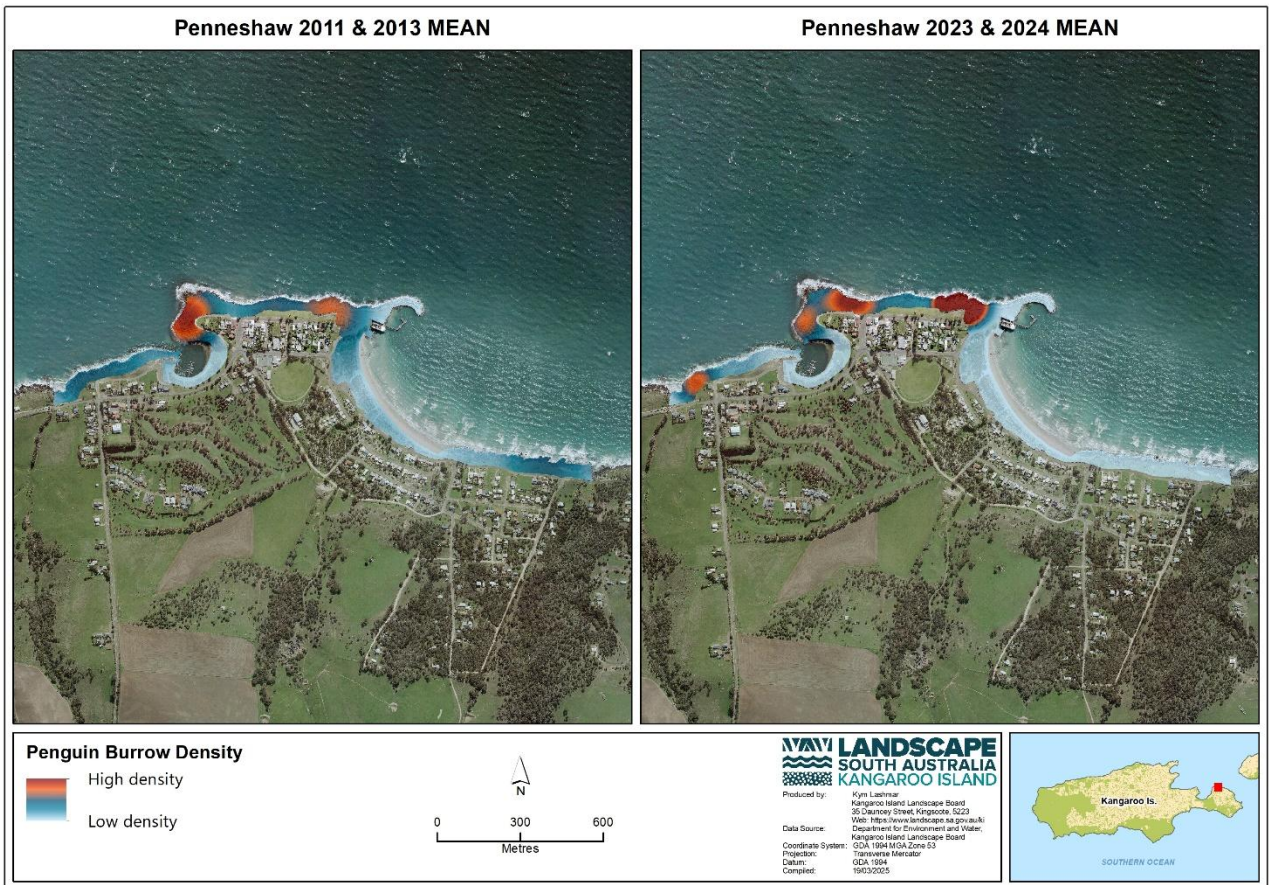 Penneshaw 2011 & 2013 MEAN
Penneshaw 2023 & 2024 MEAN
Penguin Burrow Density
High density
Low density
N
0 300 600
Metres
LANDSCAPE
SOUTH AUSTRALIA
KANGAROO ISLAND
Produced by: Kym Lashmar
Kangaroo Island Landscape Board
35 Dauncey Street, Kingscote, 5223
Web: https://www.landscape.sa.gov.au/ki
Data Source: Department for Environment and Water,
Kangaroo Island Landscape Board
Coordinate System: GDA 1994 MGA Zone 53
Projection: Transverse Mercator
Datum: GDA 1994
Compiled: 19/03/2025
Kangaroo Is.
SOUTHERN OCEAN